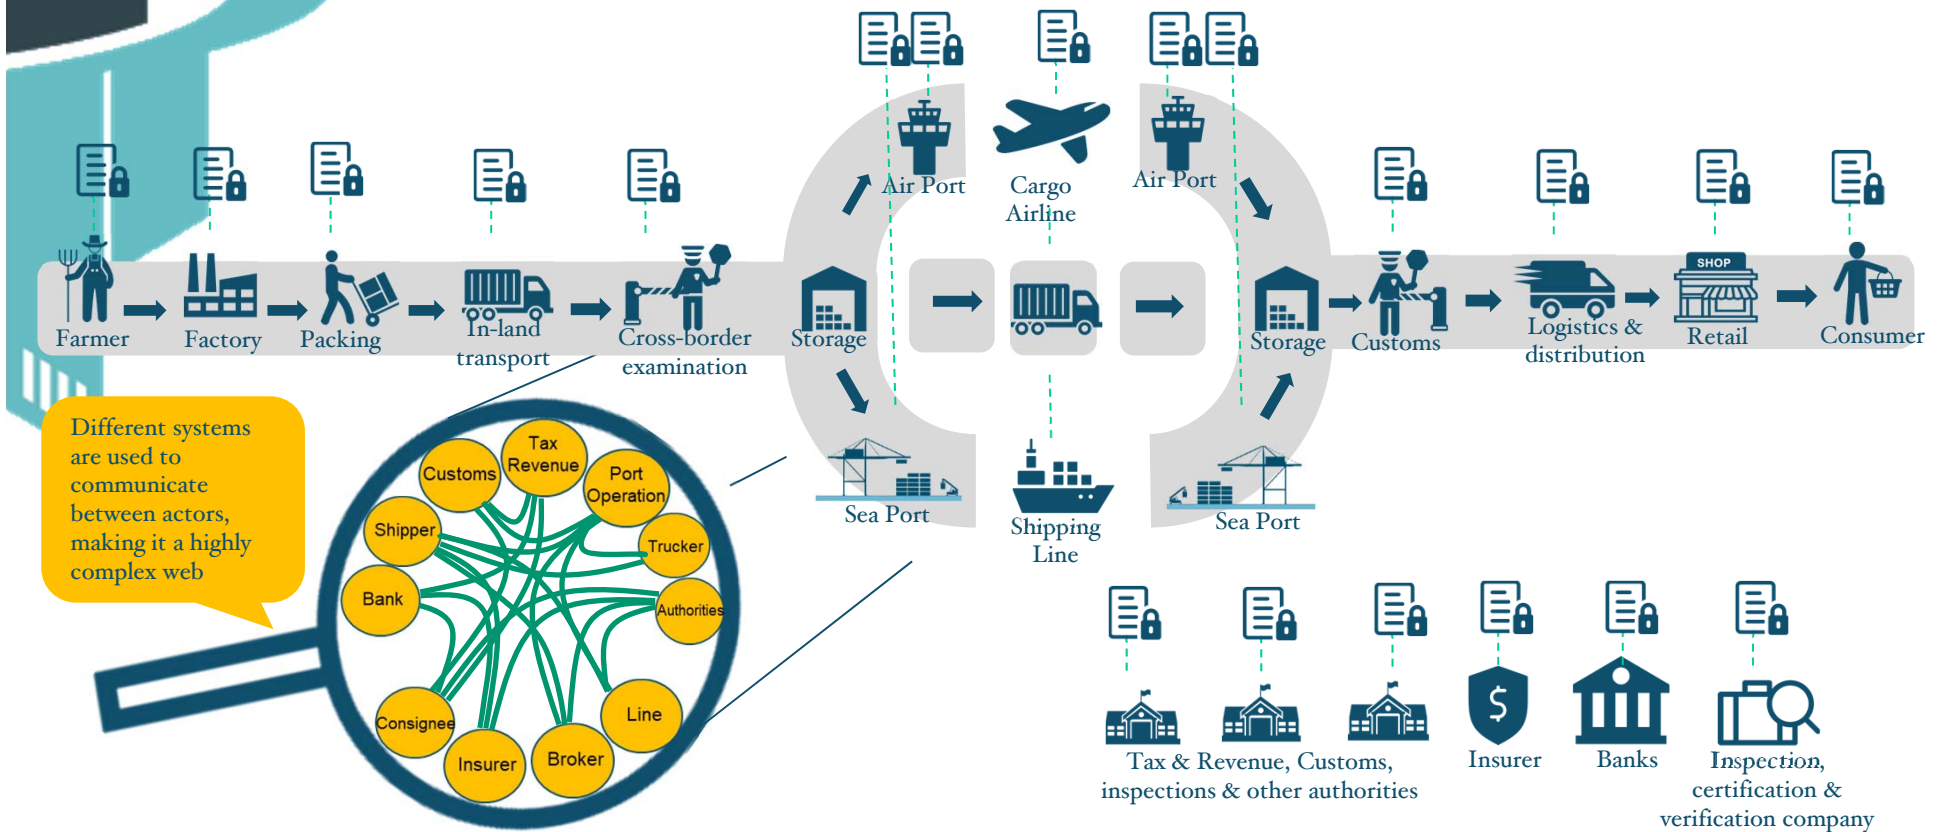 Air Port
Cargo
Airline
Air Port
Farmer
Factory
Packing
In-land
transport
Cross-border
examination
Storage
Storage
Customs
Logistics &
distribution
SHOP
Retail
Consumer
Sea Port
Shipping
Line
Sea Port
Different systems
are used to
communicate
between actors,
making it a highly
complex web
Tax
Revenue
Customs
Port
Operation
Shipper
Trucker
Bank
Authorities
Consignee
Line
Insurer
Broker
$
Tax & Revenue, Customs,
inspections & other authorities
Insurer
Banks
Inspection,
certification &
verification company